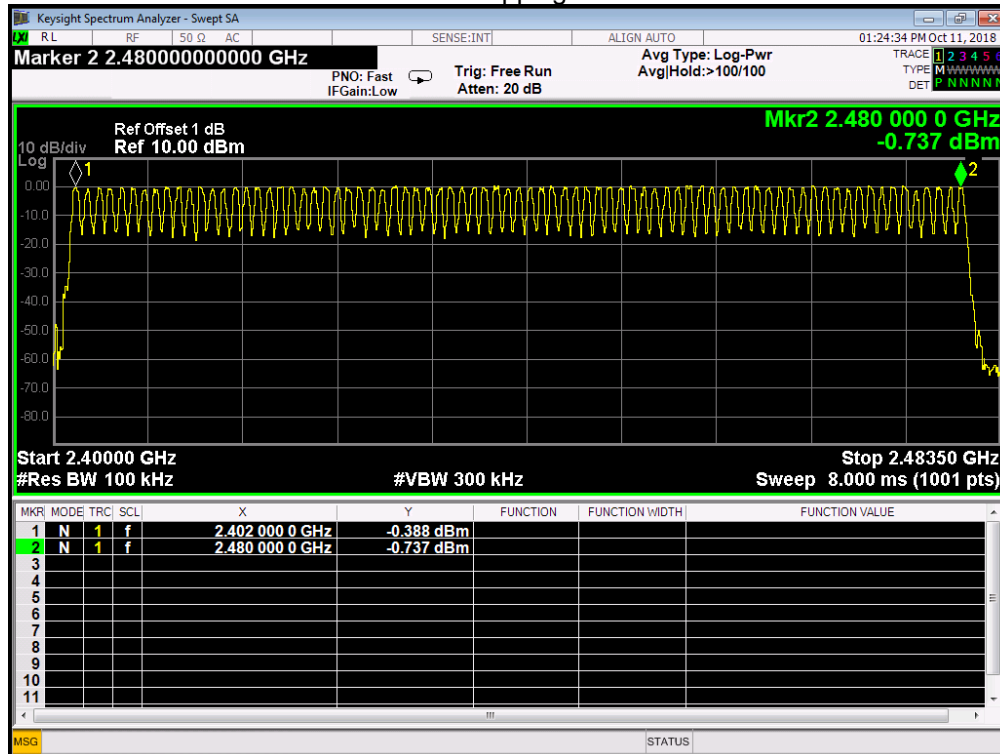 pping
Keysight Spectrum Analyzer - Swept SA
LXI RL RF 50 Ω AC SENSE:INT ALIGN AUTO 01:24:34 PM Oct 11, 2018
Marker 2 2.480000000000 GHz
PNO: Fast
IFGain:Low
Trig: Free Run
Atten: 20 dB
Avg Type: Log-Pwr
Avg|Hold:>100/100
TRACE 1 2 3 4 5 6
TYPE M
DET P N N N N N
Mkr2 2.480 000 0 GHz
-0.737 dBm
Ref Offset 1 dB
10 dB/div Ref 10.00 dBm
Log
1
2
0.00
-10.0
-20.0
-30.0
-40.0
-50.0
-60.0
-70.0
-80.0
Start 2.40000 GHz Stop 2.48350 GHz
#Res BW 100 kHz #VBW 300 kHz Sweep 8.000 ms (1001 pts)
MKR MODE TRC SCL X Y FUNCTION FUNCTION WIDTH FUNCTION VALUE
1 N 1 f 2.402 000 0 GHz -0.388 dBm
2 N 1 f 2.480 000 0 GHz -0.737 dBm
3
4
5
6
7
8
9
10
11
MSG STATUS